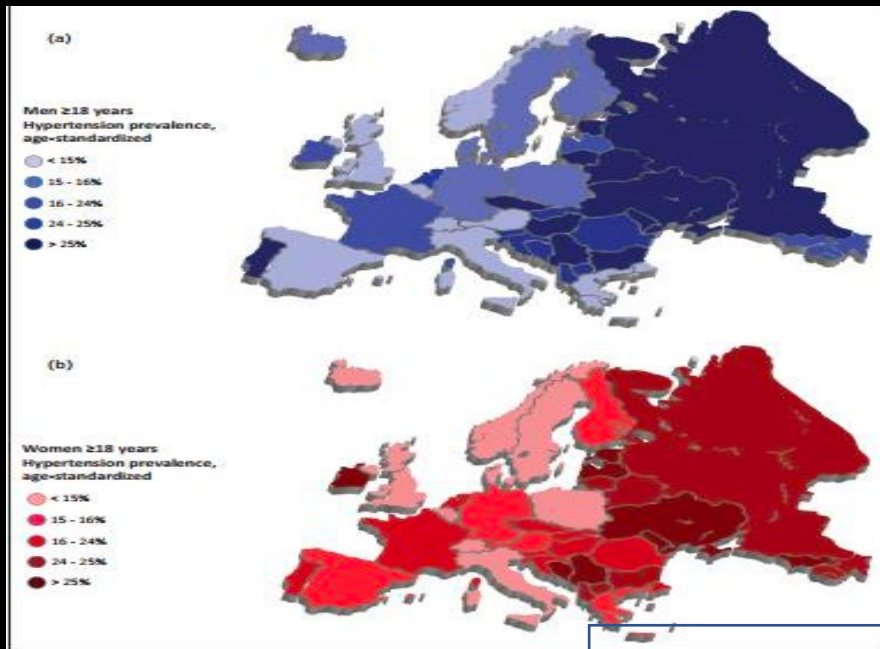 (a)
Men ≥18 years
Hypertension prevalence,
age-standardized
< 15%
15 - 16%
16 - 24%
24 - 25%
> 25%
(b)
Women ≥18 years
Hypertension prevalence,
age-standardized
< 15%
15 - 16%
16 - 24%
24 - 25%
> 25%